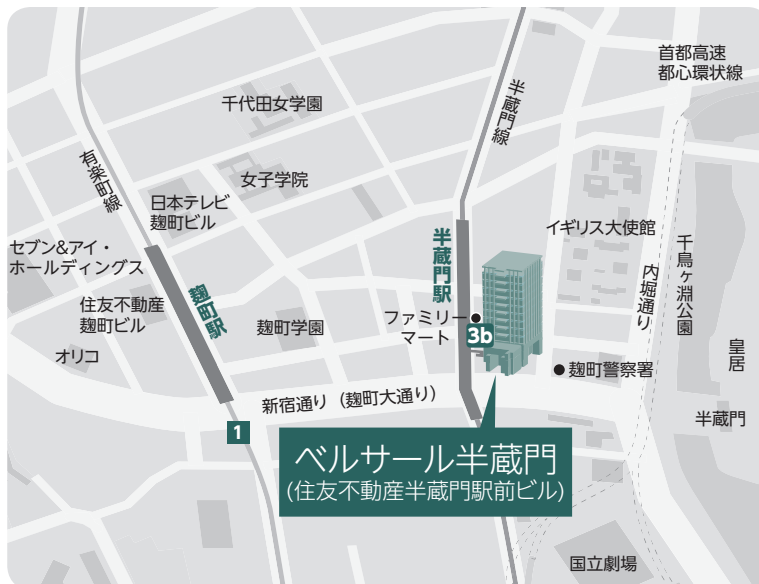 首都高速
都心環状線
千代田女学園
半蔵門線
有楽町線
女子学院
日本テレビ
麹町ビル
イギリス大使館
半蔵門駅
セブン&アイ・
ホールディングス
千鳥ヶ淵公園
内堀通り
麹町駅
住友不動産
麹町ビル
ファミリー
マート
3b
麹町学園
オリコ
皇居
麹町警察署
新宿通り（麹町大通り）
半蔵門
1
ベルサール半蔵門
(住友不動産半蔵門駅前ビル)
国立劇場